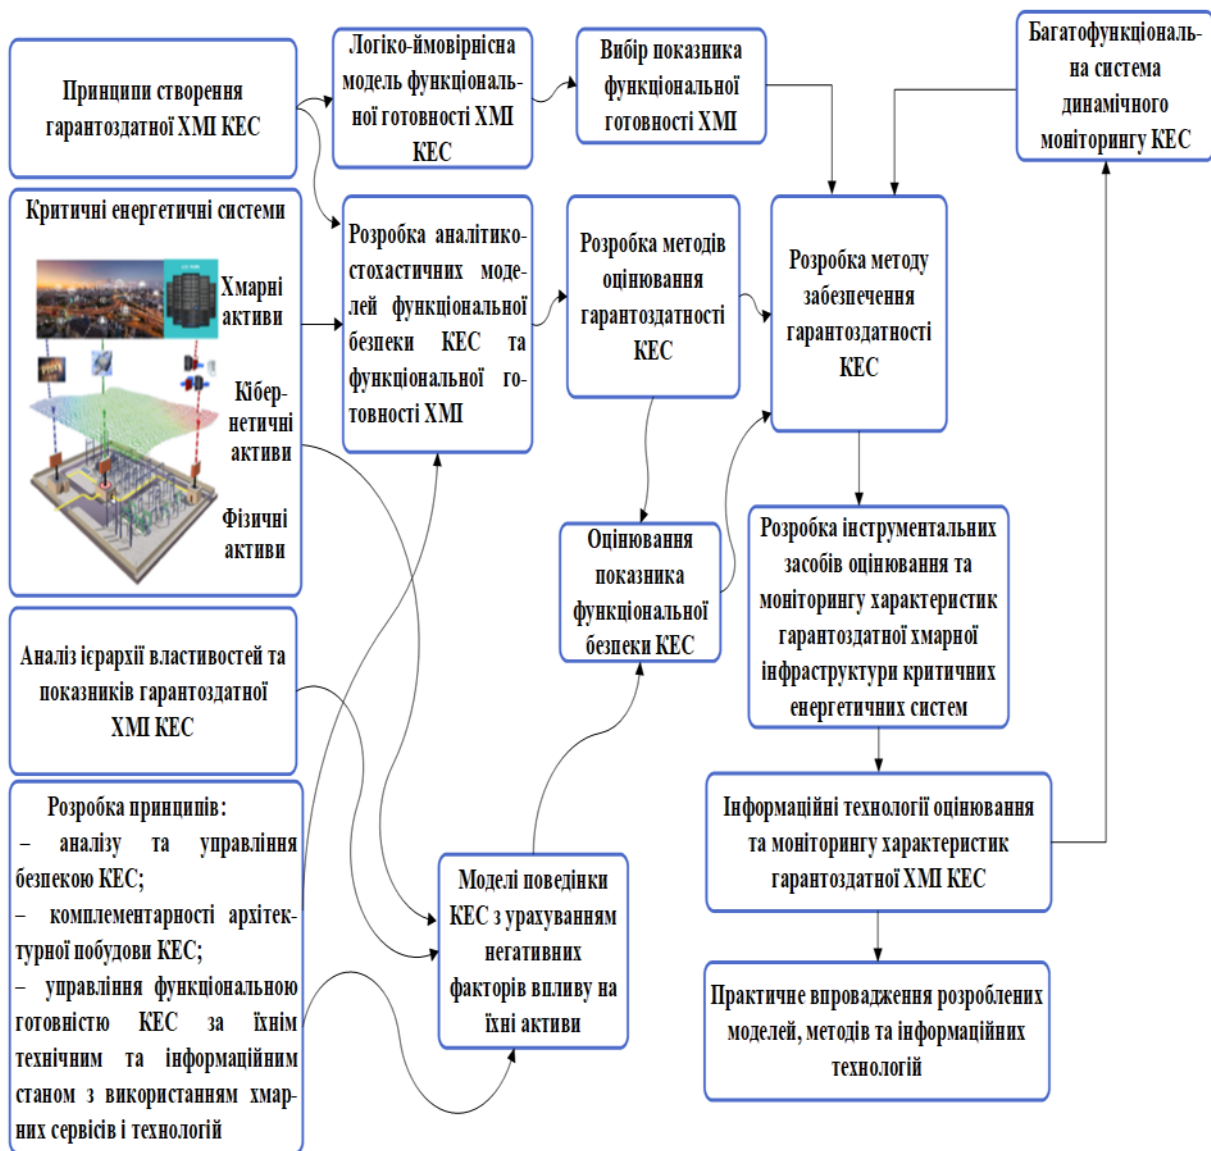 Принципи створення
гарантоздатної ХМІ КЕС
Логіко-ймовірнісна
модель функціональ-
ної готовності ХМІ
КЕС
Вибір показника
функціональної
готовності ХМІ
Багатофункціональ-
на система
динамічного
моніторингу КЕС
Критичні енергетичні системи
Хмарні
активи
Кібер-
нетичні
активи
Фізичні
активи
Розробка аналітико-
стохастичних моде-
лей функціональної
безпеки КЕС та
функціональної го-
товності ХМІ
Розробка методів
оцінювання
гарантоздатності
КЕС
Розробка методу
забезпечення
гарантоздатності
КЕС
Оцінювання
показника
функціональної
безпеки КЕС
Розробка інструментальних
засобів оцінювання та
моніторингу характеристик
гарантоздатної хмарної
інфраструктури критичних
енергетичних систем
Аналіз ієрархії властивостей та
показників гарантоздатної
ХМІ КЕС
Розробка принципів:
– аналізу та управління
безпекою КЕС;
– комплементарності архітек-
турної побудови КЕС;
– управління функціональною
готовністю КЕС за їхнім
технічним та інформаційним
станом з використанням хмар-
них сервісів і технологій
Моделі поведінки
КЕС з урахуванням
негативних
факторів впливу на
їхні активи
Інформаційні технології оцінювання
та моніторингу характеристик
гарантоздатної ХМІ КЕС
Практичне впровадження розроблених
моделей, методів та інформаційних
технологій